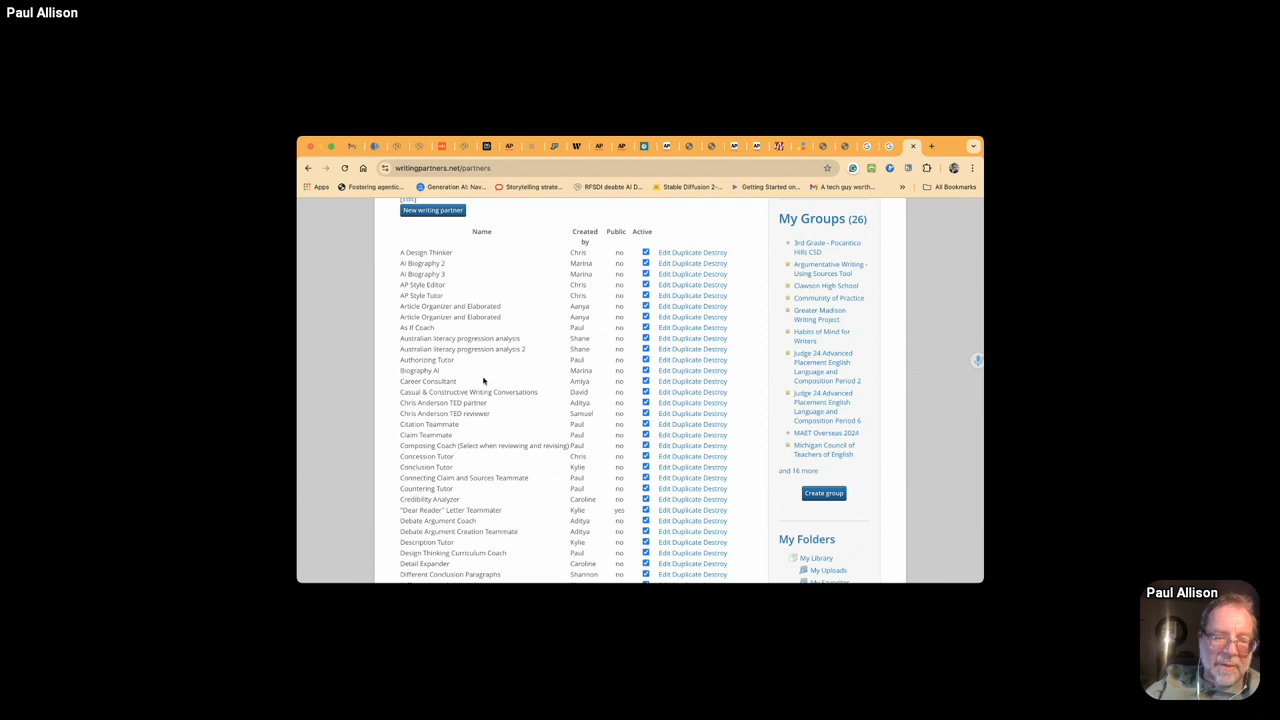 Paul Allison
writingpartners.net/partners
Apps
Fostering agentic...
Generation AI: Nav...
Storytelling strate...
RFSDI deabte AI D...
Stable Diffusion 2-...
Getting Started on...
A tech guy worth...
»
All Bookmarks
[Edit]
New writing partner
Name Created by Public Active
A Design Thinker Chris no Edit Duplicate Destroy
AI Biography 2 Marina no Edit Duplicate Destroy
AI Biography 3 Marina no Edit Duplicate Destroy
AP Style Editor Chris no Edit Duplicate Destroy
AP Style Tutor Chris no Edit Duplicate Destroy
Article Organizer and Elaborated Aanya no Edit Duplicate Destroy
Article Organizer and Elaborated Aanya no Edit Duplicate Destroy
As If Coach Paul no Edit Duplicate Destroy
Australian literacy progression analysis Shane no Edit Duplicate Destroy
Australian literacy progression analysis 2 Shane no Edit Duplicate Destroy
Authorizing Tutor Paul no Edit Duplicate Destroy
Biography AI Marina no Edit Duplicate Destroy
Career Consultant Amiya no Edit Duplicate Destroy
Casual & Constructive Writing Conversations David no Edit Duplicate Destroy
Chris Anderson TED partner Aditya no Edit Duplicate Destroy
Chris Anderson TED reviewer Samuel no Edit Duplicate Destroy
Citation Teammate Paul no Edit Duplicate Destroy
Claim Teammate Paul no Edit Duplicate Destroy
Composing Coach (Select when reviewing and revising) Paul no Edit Duplicate Destroy
Concession Tutor Chris no Edit Duplicate Destroy
Conclusion Tutor Kylie no Edit Duplicate Destroy
Connecting Claim and Sources Teammate Paul no Edit Duplicate Destroy
Countering Tutor Paul no Edit Duplicate Destroy
Credibility Analyzer Caroline no Edit Duplicate Destroy
"Dear Reader" Letter Teammater Kylie yes Edit Duplicate Destroy
Debate Argument Coach Aditya no Edit Duplicate Destroy
Debate Argument Creation Teammate Aditya no Edit Duplicate Destroy
Description Tutor Kylie no Edit Duplicate Destroy
Design Thinking Curriculum Coach Paul no Edit Duplicate Destroy
Detail Expander Caroline no Edit Duplicate Destroy
Different Conclusion Paragraphs Shannon no Edit Duplicate Destroy
My Groups (26)
3rd Grade - Pocantico
Hills CSD
Argumentative Writing -
Using Sources Tool
Clawson High School
Community of Practice
Greater Madison
Writing Project
Habits of Mind for
Writers
Judge 24 Advanced
Placement English
Language and
Composition Period 2
Judge 24 Advanced
Placement English
Language and
Composition Period 6
MAET Overseas 2024
Michigan Council of
Teachers of English
and 16 more
Create group
My Folders
My Library
My Uploads
My Favorites
Paul Allison